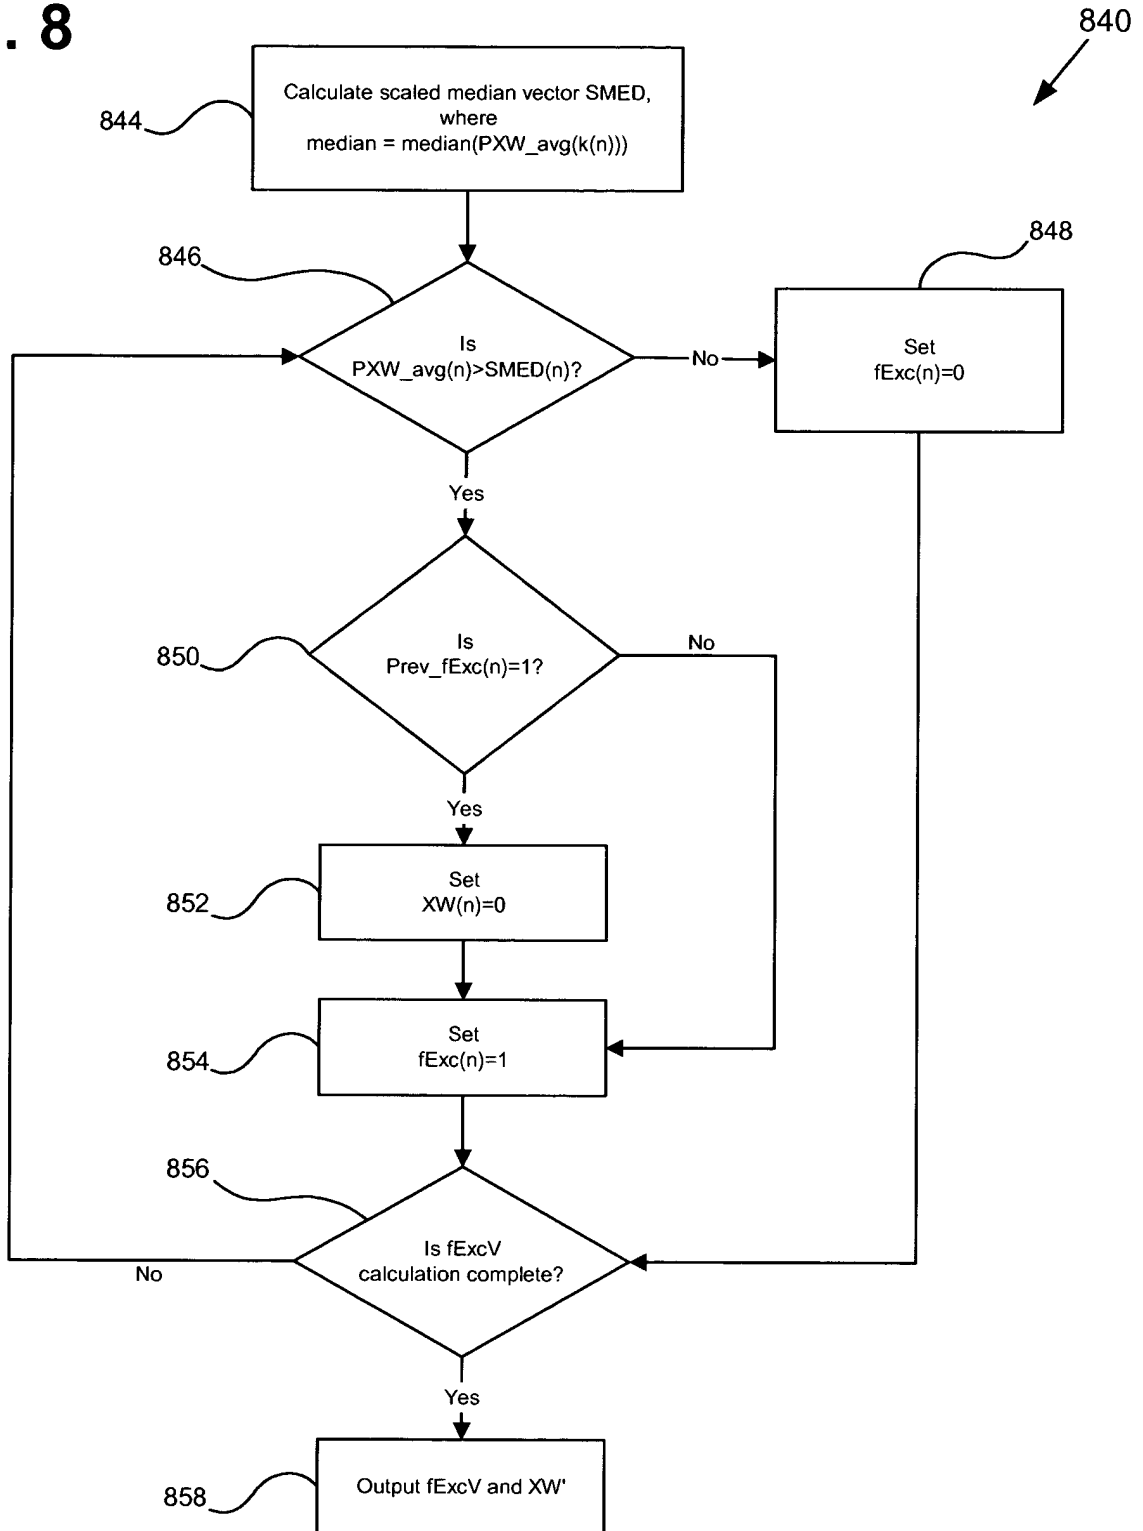 . 8
840
844
Calculate scaled median vector SMED,
where
median = median(PXW_avg(k(n)))
846
Is
PXW_avg(n)>SMED(n)?
No
848
Set
fExc(n)=0
Yes
850
Is
Prev_fExc(n)=1?
No
Yes
852
Set
XW(n)=0
854
Set
fExc(n)=1
856
Is fExcV
calculation complete?
No
Yes
858
Output fExcV and XW'